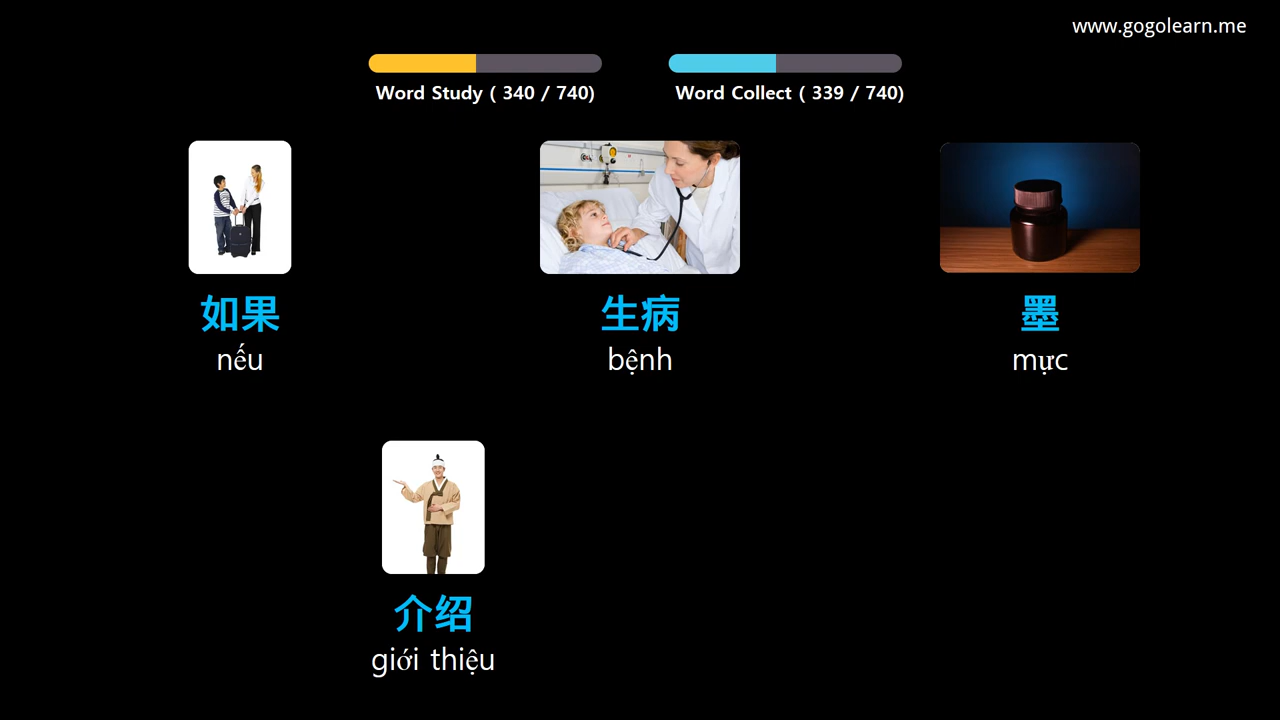 www.gogolearn.me
Word Study ( 340 / 740)
Word Collect ( 339 / 740)
如果
nếu
生病
bệnh
墨
mực
介绍
giới thiệu